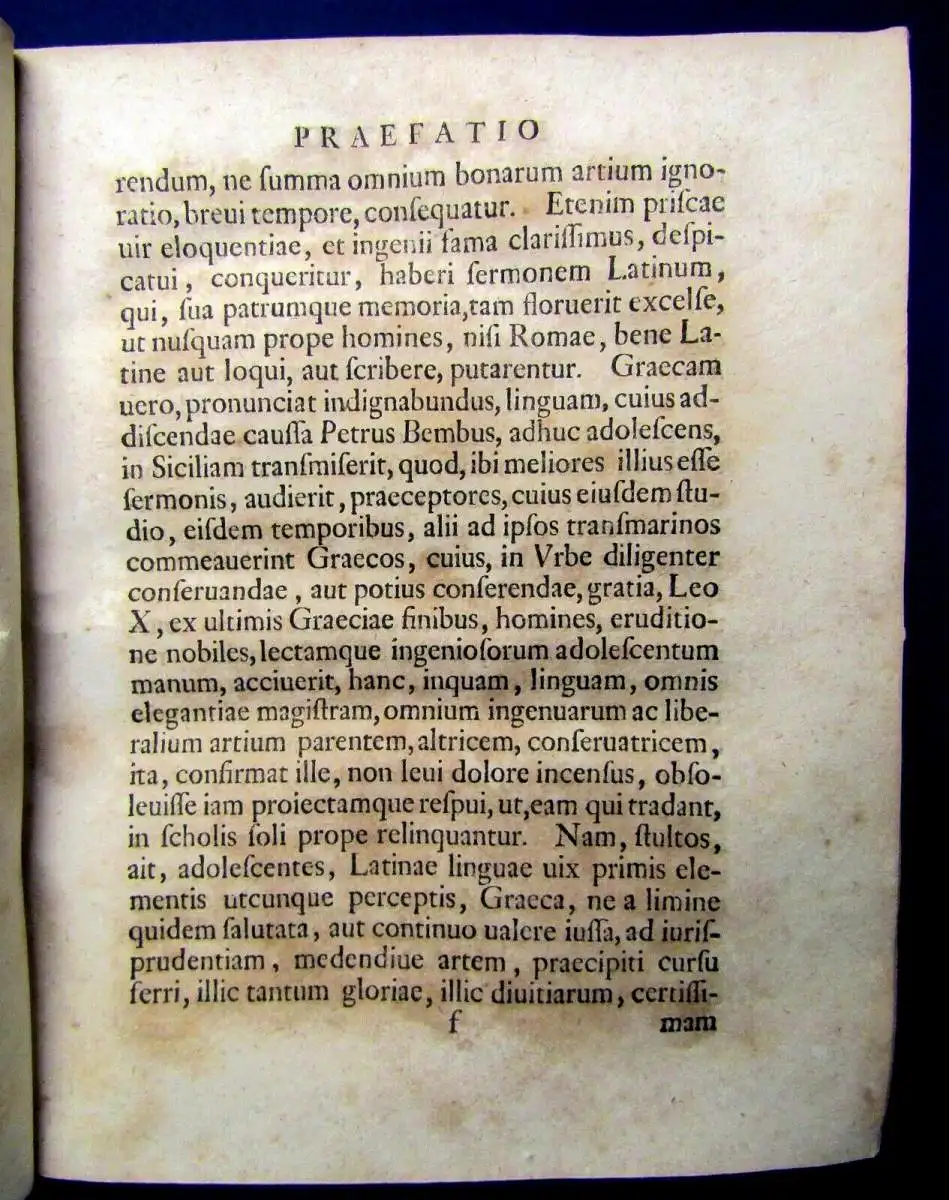 PRAEFATIO
rendum, ne ſumma omnium bonarum artium igno-
ratio, breui tempore, conſequatur. Etenim priſcae
uir eloquentiae, et ingenii fama clariſſimus, deſpi-
catui, conqueritur, haberi ſermonem Latinum,
qui, ſua patrumque memoria, tam floruerit excelſe,
ut nuſquam prope homines, niſi Romae, bene La-
tine aut loqui, aut ſcribere, putarentur. Graecam
uero, pronunciat indignabundus, linguam, cuius ad-
diſcendae cauſſa Petrus Bembus, adhuc adoleſcens,
in Siciliam tranſmiſerit, quod, ibi meliores illius eſſe
ſermonis, audierit, praeceptores, cuius eiuſdem ſtu-
dio, eiſdem temporibus, alii ad ipſos tranſmarinos
commeauerint Graecos, cuius, in Vrbe diligenter
conſeruandae, aut potius conferendae, gratia, Leo
X, ex ultimis Graeciae finibus, homines, eruditio-
ne nobiles, lectamque ingenioſorum adoleſcentum
manum, acciuerit, hanc, inquam, linguam, omnis
elegantiae magiſtram, omnium ingenuarum ac libe-
ralium artium parentem, altricem, conſeruatricem,
ita, confirmat ille, non leui dolore incenſus, obſo-
leuiſſe iam proiectamque reſpui, ut, eam qui tradant,
in ſcholis ſoli prope relinquantur. Nam, ſtultos,
ait, adoleſcentes, Latinae linguae uix primis ele-
mentis utcunque perceptis, Graeca, ne a limine
quidem ſalutata, aut continuo ualere iuſſa, ad iuriſ-
prudentiam, medendiue artem, praecipiti curſu
ferri, illic tantum gloriae, illic diuitiarum, certiſſi-
f mam